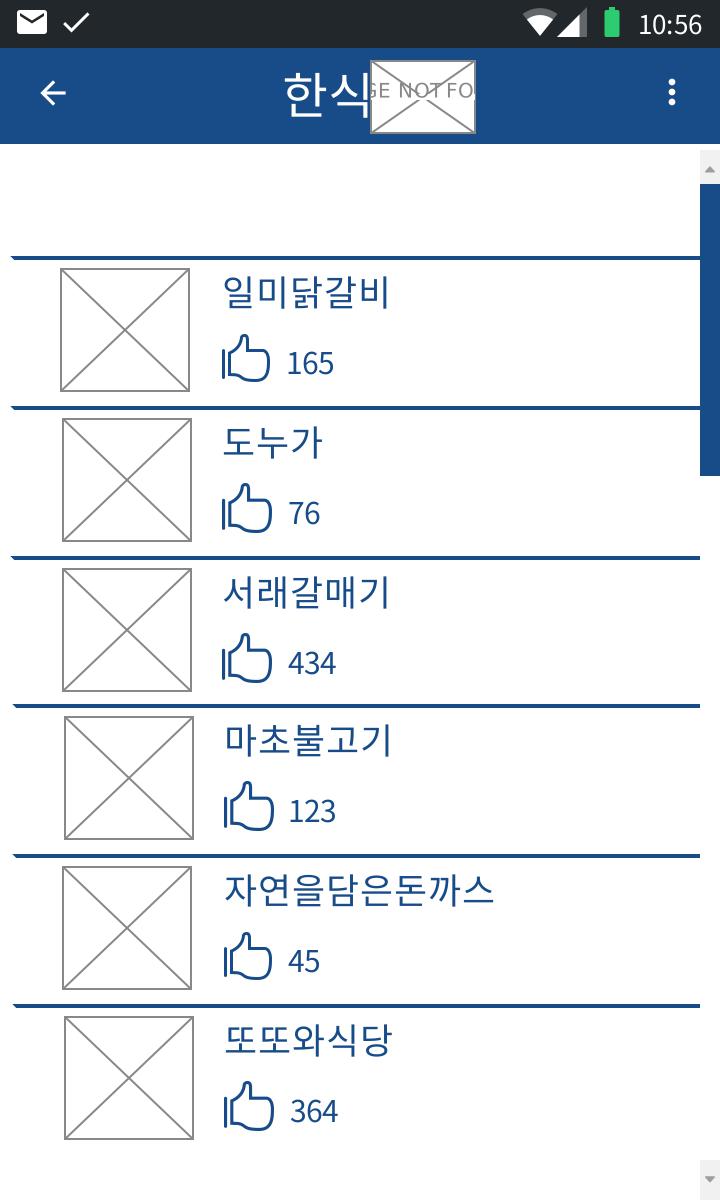 10:56
한식
GE NOT FO
일미닭갈비
165
도누가
76
서래갈매기
434
마초불고기
123
자연을담은돈까스
45
또또와식당
364